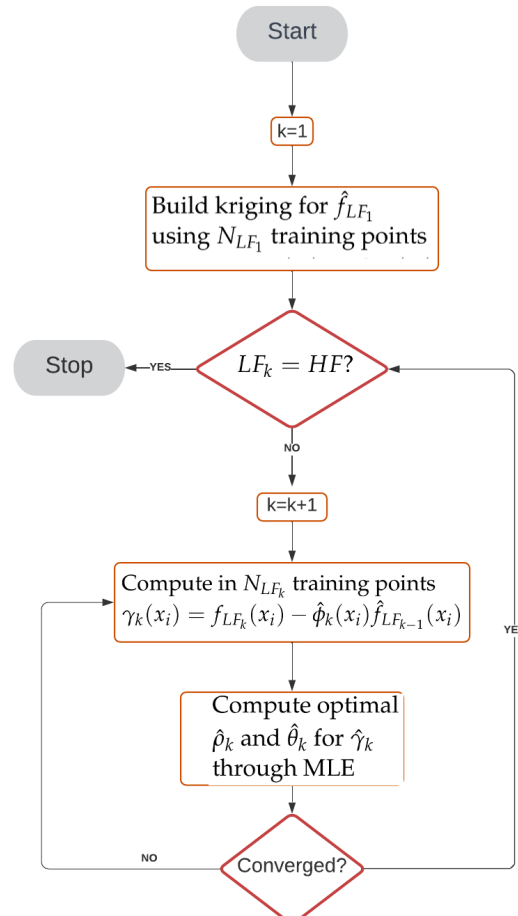 Start
k=1
Build kriging for $\hat{f}_{LF_1}$
using $N_{LF_1}$ training points
$LF_k = HF?$
YES
Stop
NO
k=k+1
Compute in $N_{LF_k}$ training points
$\gamma_k(x_i) = f_{LF_k}(x_i) - \hat{\phi}_k(x_i)\hat{f}_{LF_{k-1}}(x_i)$
YE
Compute optimal
$\hat{\rho}_k$ and $\hat{\theta}_k$ for $\hat{\gamma}_k$
through MLE
NO
Converged?